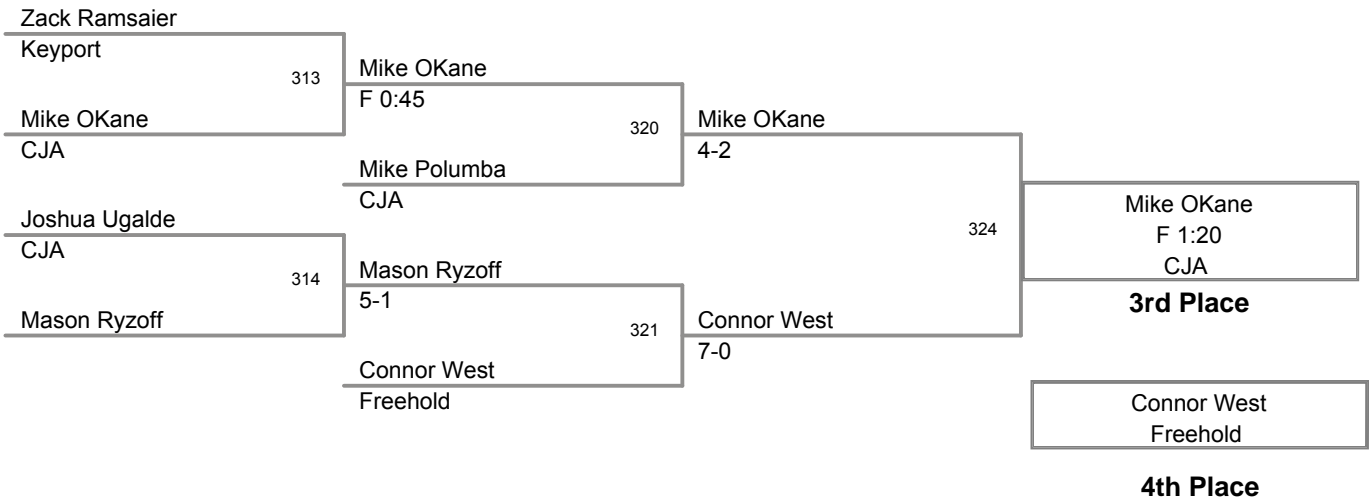 Zack Ramsaier
Keyport
313
Mike OKane
F 0:45
Mike OKane
CJA
320
Mike OKane
4-2
Mike Polumba
CJA
Joshua Ugalde
CJA
314
Mason Ryzoff
5-1
Mason Ryzoff
321
Connor West
7-0
Connor West
Freehold
324
Mike OKane
F 1:20
CJA
3rd Place
Connor West
Freehold
4th Place